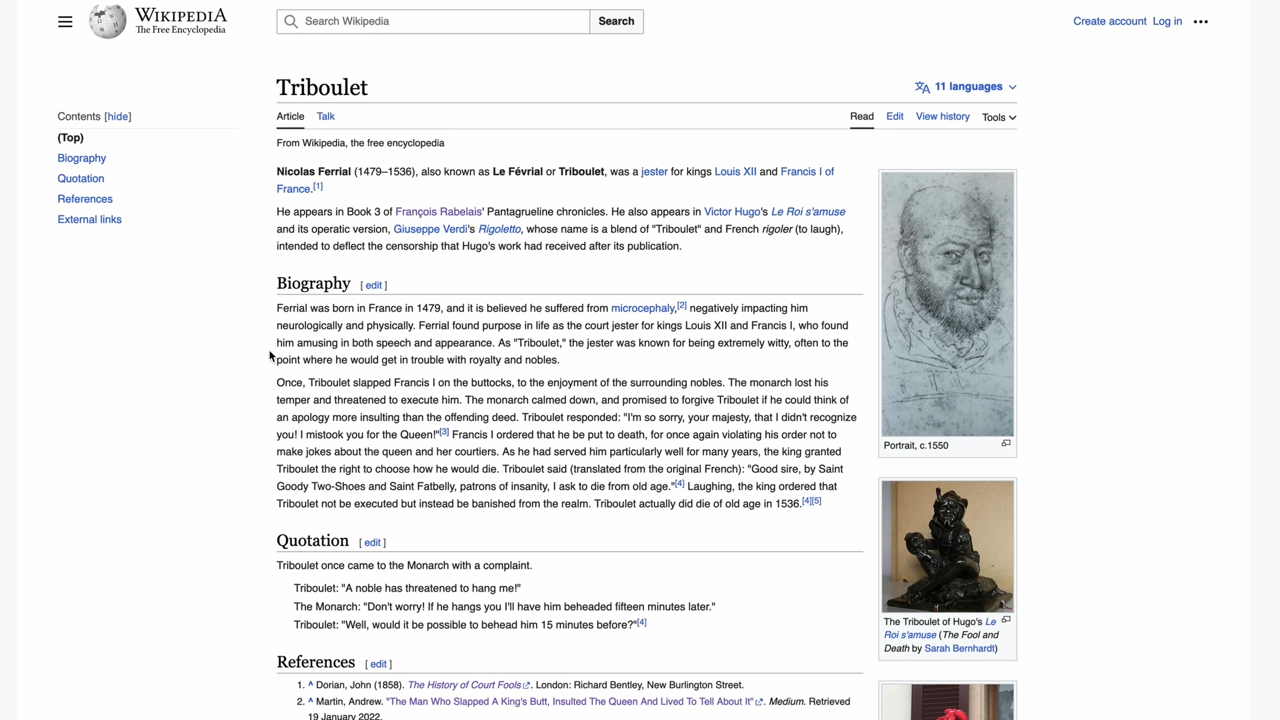 WIKIPEDIA
The Free Encyclopedia
Search Wikipedia
Search
Create account Log in
Triboulet
11 languages
Contents [hide]
(Top)
Biography
Quotation
References
External links
Article Talk
Read Edit View history Tools
From Wikipedia, the free encyclopedia
Nicolas Ferrial (1479–1536), also known as Le Févrial or Triboulet, was a jester for kings Louis XII and Francis I of
France.[1]
He appears in Book 3 of François Rabelais' Pantagrueline chronicles. He also appears in Victor Hugo's Le Roi s'amuse
and its operatic version, Giuseppe Verdi's Rigoletto, whose name is a blend of "Triboulet" and French rigoler (to laugh),
intended to deflect the censorship that Hugo's work had received after its publication.
Biography [ edit ]
Ferrial was born in France in 1479, and it is believed he suffered from microcephaly,[2] negatively impacting him
neurologically and physically. Ferrial found purpose in life as the court jester for kings Louis XII and Francis I, who found
him amusing in both speech and appearance. As "Triboulet," the jester was known for being extremely witty, often to the
point where he would get in trouble with royalty and nobles.
Once, Triboulet slapped Francis I on the buttocks, to the enjoyment of the surrounding nobles. The monarch lost his
temper and threatened to execute him. The monarch calmed down, and promised to forgive Triboulet if he could think of
an apology more insulting than the offending deed. Triboulet responded: "I'm so sorry, your majesty, that I didn't recognize
you! I mistook you for the Queen!"[3] Francis I ordered that he be put to death, for once again violating his order not to
make jokes about the queen and her courtiers. As he had served him particularly well for many years, the king granted
Triboulet the right to choose how he would die. Triboulet said (translated from the original French): "Good sire, by Saint
Goody Two-Shoes and Saint Fatbelly, patrons of insanity, I ask to die from old age."[4] Laughing, the king ordered that
Triboulet not be executed but instead be banished from the realm. Triboulet actually did die of old age in 1536.[4][5]
Quotation [ edit ]
Triboulet once came to the Monarch with a complaint.
Triboulet: "A noble has threatened to hang me!"
The Monarch: "Don't worry! If he hangs you I'll have him beheaded fifteen minutes later."
Triboulet: "Well, would it be possible to behead him 15 minutes before?"[4]
References [ edit ]
1. ^ Dorian, John (1858). The History of Court Fools. London: Richard Bentley, New Burlington Street.
2. ^ Martin, Andrew. "The Man Who Slapped A King's Butt, Insulted The Queen And Lived To Tell About It". Medium. Retrieved
19 January 2022.
Portrait, c.1550
The Triboulet of Hugo's Le
Roi s'amuse (The Fool and
Death by Sarah Bernhardt)